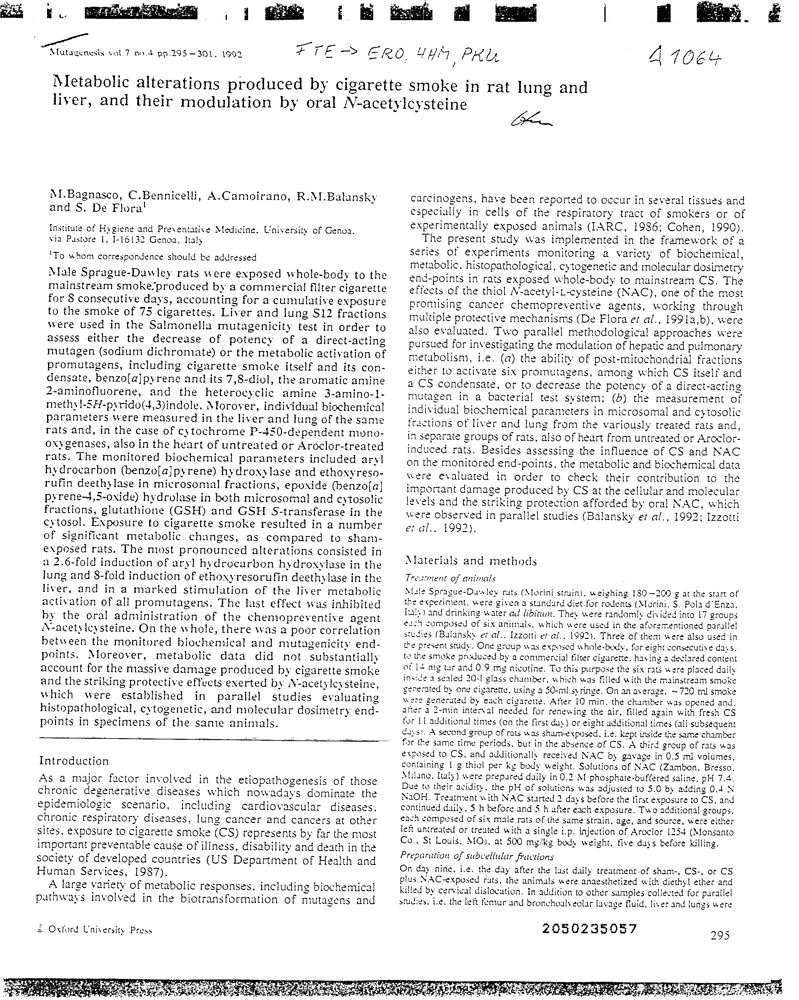 Mutagenesis vol.7 no.4 pp.295–301, 1992
FTE → ERO, 4HM, PKU
A 1064
Metabolic alterations produced by cigarette smoke in rat lung and
liver, and their modulation by oral N-acetylcysteine
M.Bagnasco, C.Bennicelli, A.Camoirano, R.M.Balansky
and S. De Flora¹
Institute of Hygiene and Preventative Medicine, University of Genoa,
via Pastore 1, I-16132 Genoa, Italy
¹To whom correspondence should be addressed
Male Sprague-Dawley rats were exposed whole-body to the
mainstream smoke produced by a commercial filter cigarette
for 8 consecutive days, accounting for a cumulative exposure
to the smoke of 75 cigarettes. Liver and lung S12 fractions
were used in the Salmonella mutagenicity test in order to
assess either the decrease of potency of a direct-acting
mutagen (sodium dichromate) or the metabolic activation of
promutagens, including cigarette smoke itself and its con-
densate, benzo[a]pyrene and its 7,8-diol, the aromatic amine
2-aminofluorene, and the heterocyclic amine 3-amino-1-
methyl-5H-pyrido(4,3)indole. Morover, individual biochemical
parameters were measured in the liver and lung of the same
rats and, in the case of cytochrome P-450-dependent mono-
oxygenases, also in the heart of untreated or Aroclor-treated
rats. The monitored biochemical parameters included aryl
hydrocarbon (benzo[a]pyrene) hydroxylase and ethoxyreso-
rufin deethylase in microsomal fractions, epoxide (benzo[a]
pyrene-4,5-oxide) hydrolase in both microsomal and cytosolic
fractions, glutathione (GSH) and GSH S-transferase in the
cytosol. Exposure to cigarette smoke resulted in a number
of significant metabolic changes, as compared to sham-
exposed rats. The most pronounced alterations consisted in
a 2.6-fold induction of aryl hydrocarbon hydroxylase in the
lung and 8-fold induction of ethoxyresorufin deethylase in the
liver, and in a marked stimulation of the liver metabolic
activation of all promutagens. The last effect was inhibited
by the oral administration of the chemopreventive agent
N-acetylcysteine. On the whole, there was a poor correlation
between the monitored biochemical and mutagenicity end-
points. Moreover, metabolic data did not substantially
account for the massive damage produced by cigarette smoke
and the striking protective effects exerted by N-acetylcysteine,
which were established in parallel studies evaluating
histopathological, cytogenetic, and molecular dosimetry end-
points in specimens of the same animals.
Introduction
As a major factor involved in the etiopathogenesis of those
chronic degenerative diseases which nowadays dominate the
epidemiologic scenario, including cardiovascular diseases,
chronic respiratory diseases, lung cancer and cancers at other
sites, exposure to cigarette smoke (CS) represents by far the most
important preventable cause of illness, disability and death in the
society of developed countries (US Department of Health and
Human Services, 1987).
A large variety of metabolic responses, including biochemical
pathways involved in the biotransformation of mutagens and
carcinogens, have been reported to occur in several tissues and
especially in cells of the respiratory tract of smokers or of
experimentally exposed animals (IARC, 1986; Cohen, 1990).
The present study was implemented in the framework of a
series of experiments monitoring a variety of biochemical,
metabolic, histopathological, cytogenetic and molecular dosimetry
end-points in rats exposed whole-body to mainstream CS. The
effects of the thiol N-acetyl-L-cysteine (NAC), one of the most
promising cancer chemopreventive agents, working through
multiple protective mechanisms (De Flora et al., 1991a,b), were
also evaluated. Two parallel methodological approaches were
pursued for investigating the modulation of hepatic and pulmonary
metabolism, i.e. (a) the ability of post-mitochondrial fractions
either to activate six promutagens, among which CS itself and
a CS condensate, or to decrease the potency of a direct-acting
mutagen in a bacterial test system; (b) the measurement of
individual biochemical parameters in microsomal and cytosolic
fractions of liver and lung from the variously treated rats and,
in separate groups of rats, also of heart from untreated or Aroclor-
induced rats. Besides assessing the influence of CS and NAC
on the monitored end-points, the metabolic and biochemical data
were evaluated in order to check their contribution to the
important damage produced by CS at the cellular and molecular
levels and the striking protection afforded by oral NAC, which
were observed in parallel studies (Balansky et al., 1992; Izzotti
et al., 1992).
Materials and methods
Treatment of animals
Male Sprague-Dawley rats (Morini strain), weighing 180–200 g at the start of
the experiment, were given a standard diet for rodents (Morini, S. Pola d'Enza,
Italy) and drinking water ad libitum. They were randomly divided into 17 groups
each composed of six animals, which were used in the aforementioned parallel
studies (Balansky et al., Izzotti et al., 1992). Three of them were also used in
the present study. One group was exposed whole-body, for eight consecutive days,
to the smoke produced by a commercial filter cigarette, having a declared content
of 14 mg tar and 0.9 mg nicotine. To this purpose the six rats were placed daily
inside a sealed 20-l glass chamber, which was filled with the mainstream smoke
generated by one cigarette, using a 50-ml syringe. On an average, ~720 ml smoke
were generated by each cigarette. After 10 min, the chamber was opened and,
after a 2-min interval needed for renewing the air, filled again with fresh CS
for 11 additional times (on the first day) or eight additional times (all subsequent
days). A second group of rats was sham-exposed, i.e. kept inside the same chamber
for the same time periods, but in the absence of CS. A third group of rats was
exposed to CS, and additionally received NAC by gavage in 0.5 ml volumes,
containing 1 g thiol per kg body weight. Solutions of NAC (Zambon, Bresso,
Milano, Italy) were prepared daily in 0.2 M phosphate-buffered saline, pH 7.4.
Due to their acidity, the pH of solutions was adjusted to 5.0 by adding 0.4 N
NaOH. Treatment with NAC started 2 days before the first exposure to CS, and
continued daily, 5 h before and 5 h after each exposure. Two additional groups,
each composed of six male rats of the same strain, age, and source, were either
left untreated or treated with a single i.p. injection of Aroclor 1254 (Monsanto
Co., St Louis, MO), at 500 mg/kg body weight, five days before killing.
Preparation of subcellular fractions
On day nine, i.e. the day after the last daily treatment of sham-, CS-, or CS
plus NAC-exposed rats, the animals were anaesthetized with diethyl ether and
killed by cervical dislocation. In addition to other samples collected for parallel
studies, i.e. the left femur and bronchoalveolar lavage fluid, liver and lungs were
© Oxford University Press
2050235057
295